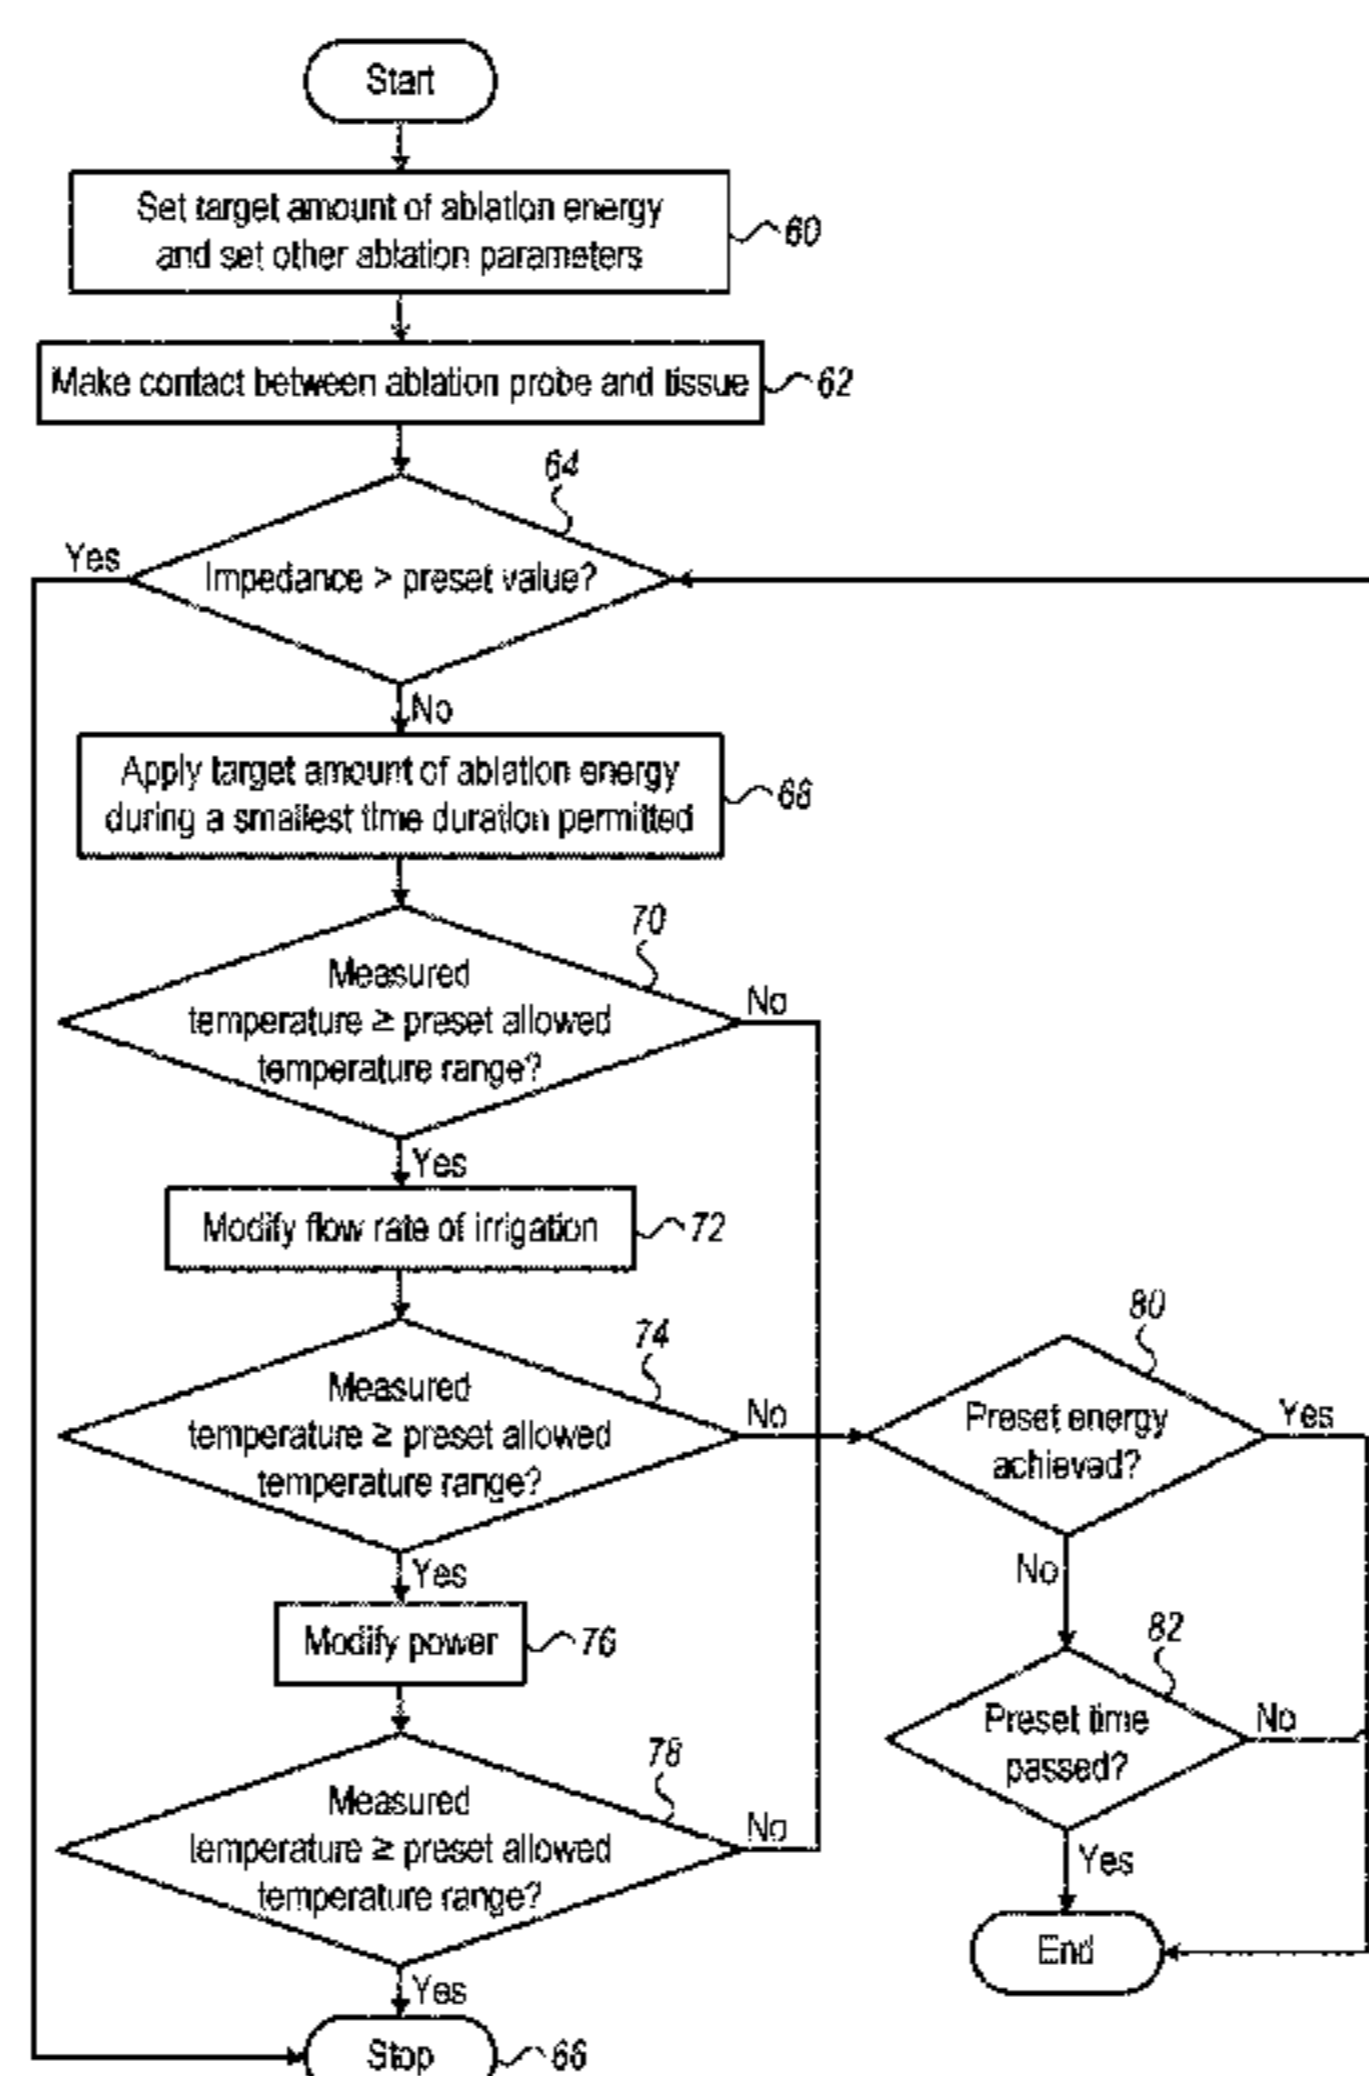 Start
Set target amount of ablation energy
and set other ablation parameters
60
Make contact between ablation probe and tissue
62
64
Yes
Impedance > preset value?
No
Apply target amount of ablation energy
during a smallest time duration permitted
68
70
Measured
temperature ≥ preset allowed
temperature range?
No
Yes
Modify flow rate of irrigation
72
74
Measured
temperature ≥ preset allowed
temperature range?
No
Yes
Modify power
76
78
Measured
temperature ≥ preset allowed
temperature range?
No
Yes
Stop
66
80
Preset energy
achieved?
Yes
No
82
Preset time
passed?
No
Yes
End